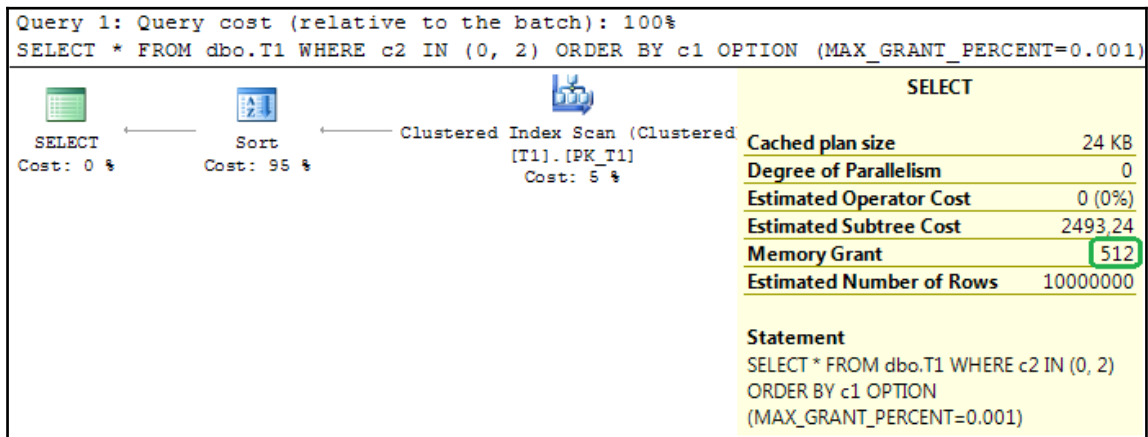 Query 1: Query cost (relative to the batch): 100%
SELECT * FROM dbo.T1 WHERE c2 IN (0, 2) ORDER BY c1 OPTION (MAX_GRANT_PERCENT=0.001)
SELECT
Cost: 0 %
Sort
Cost: 95 %
Clustered Index Scan (Clustered
[T1].[PK_T1]
Cost: 5 %
SELECT
Cached plan size 24 KB
Degree of Parallelism 0
Estimated Operator Cost 0 (0%)
Estimated Subtree Cost 2493,24
Memory Grant 512
Estimated Number of Rows 10000000
Statement
SELECT * FROM dbo.T1 WHERE c2 IN (0, 2)
ORDER BY c1 OPTION
(MAX_GRANT_PERCENT=0.001)